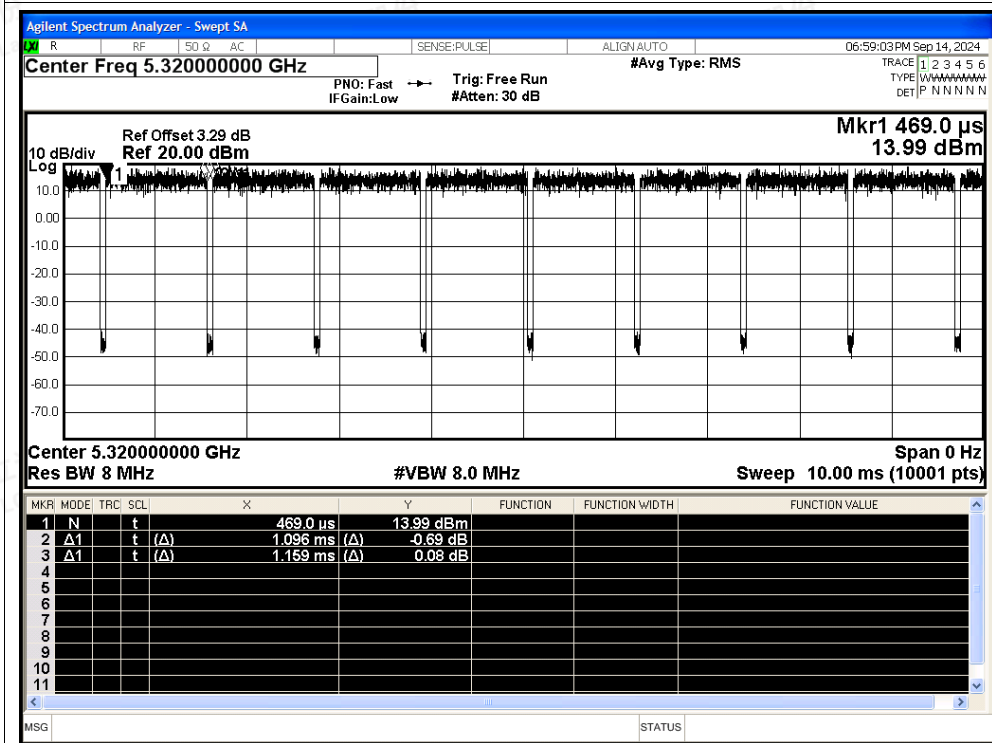 Agilent Spectrum Analyzer - Swept SA
LXI R RF 50 Ω AC SENSE:PULSE ALIGN AUTO 06:59:03 PM Sep 14, 2024
Center Freq 5.320000000 GHz #Avg Type: RMS TRACE 1 2 3 4 5 6
PNO: Fast Trig: Free Run TYPE WWWWWW
IFGain:Low #Atten: 30 dB DET P N N N N N
Mkr1 469.0 µs
Ref Offset 3.29 dB
10 dB/div Ref 20.00 dBm 13.99 dBm
Log
1
10.0
0.00
-10.0
-20.0
-30.0
-40.0
-50.0
-60.0
-70.0
Center 5.320000000 GHz Span 0 Hz
Res BW 8 MHz #VBW 8.0 MHz Sweep 10.00 ms (10001 pts)
MKR MODE TRC SCL X Y FUNCTION FUNCTION WIDTH FUNCTION VALUE
1 N t 469.0 µs 13.99 dBm
2 Δ1 t (Δ) 1.096 ms (Δ) -0.69 dB
3 Δ1 t (Δ) 1.159 ms (Δ) 0.08 dB
4
5
6
7
8
9
10
11
MSG STATUS